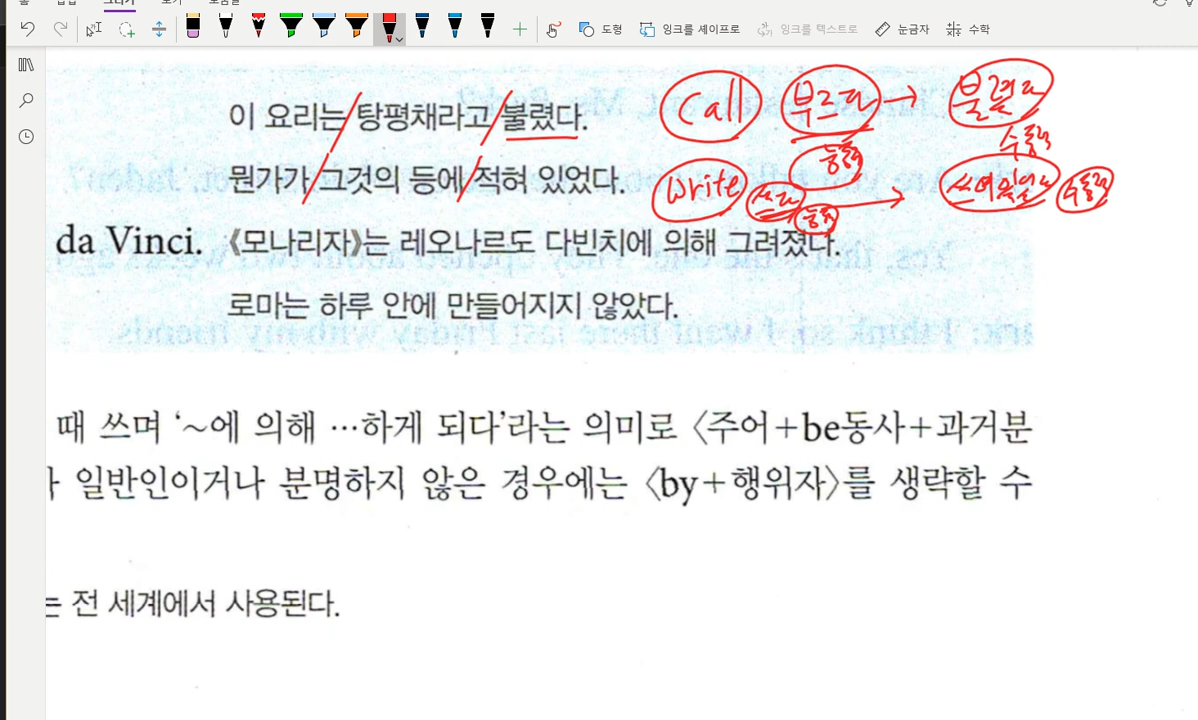 도형 잉크를 셰이프로 잉크를 텍스트로 눈금자 수학
이 요리는 탕평채라고 불렸다.
call 부르다 → 불렸다
수동
뭔가가 그것의 등에 적혀 있었다.
능동
write 쓰다 → 쓰여있었다 수동
능동
da Vinci. 《모나리자》는 레오나르도 다빈치에 의해 그려졌다.
로마는 하루 안에 만들어지지 않았다.
때 쓰며 ‘~에 의해 …하게 되다’라는 의미로 〈주어+be동사+과거분
일반인이거나 분명하지 않은 경우에는 〈by+행위자〉를 생략할 수
전 세계에서 사용된다.